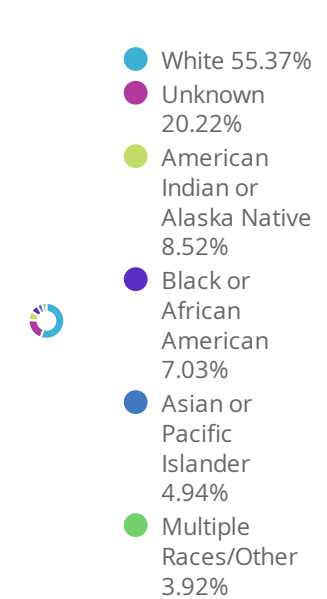 White 55.37%
Unknown
20.22%
American
Indian or
Alaska Native
8.52%
Black or
African
American
7.03%
Asian or
Pacific
Islander
4.94%
Multiple
Races/Other
3.92%